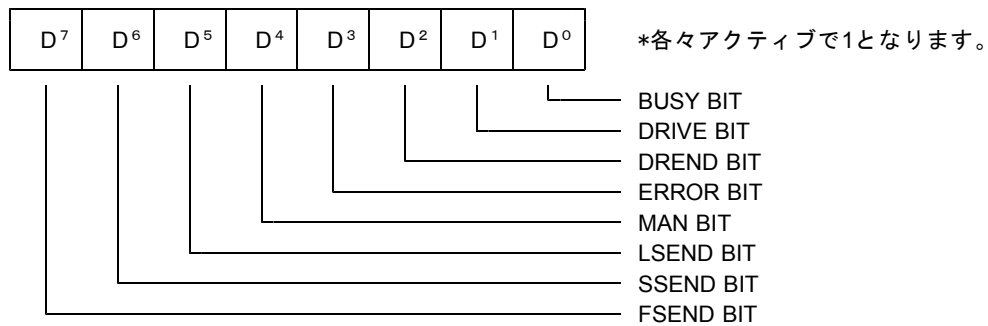 D⁷ D⁶ D⁵ D⁴ D³ D² D¹ D⁰ *各々アクティブで1となります。
BUSY BIT
DRIVE BIT
DREND BIT
ERROR BIT
MAN BIT
LSEND BIT
SSEND BIT
FSEND BIT